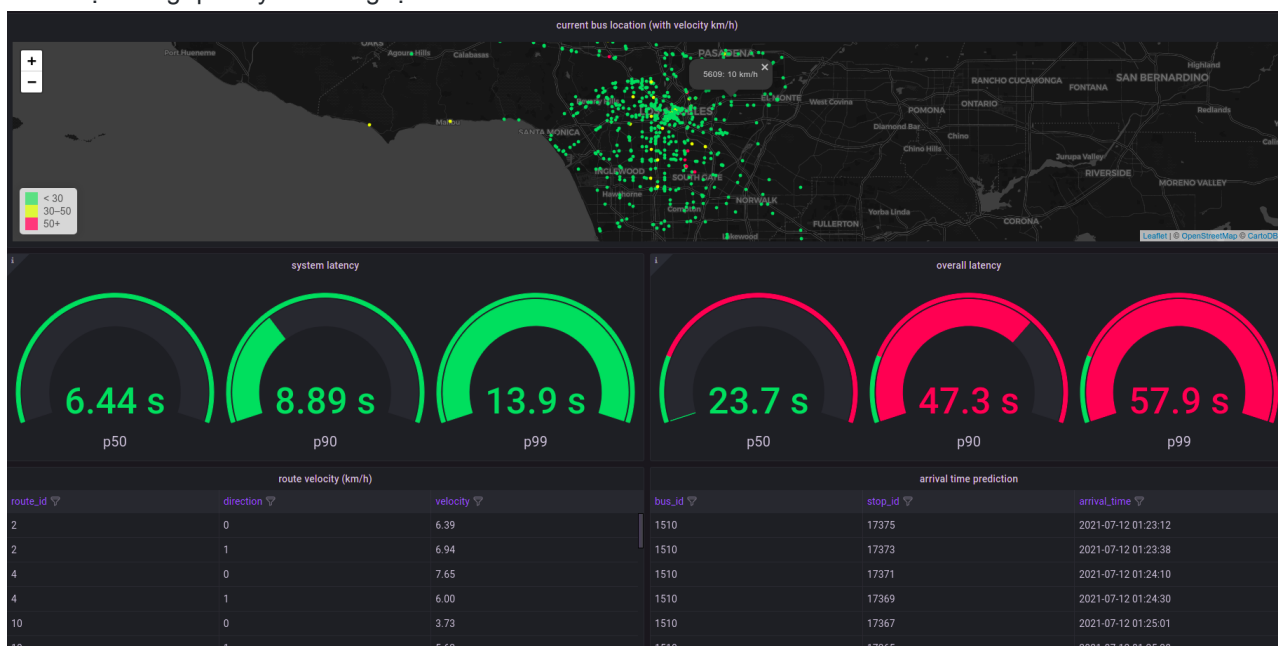 current bus location (with velocity km/h)
+
−
Port Hueneme
OAKS
Agoura Hills
Calabasas
PASADENA
×
5609: 10 km/h
EL MONTE
West Covina
RANCHO CUCAMONGA
Highland
SAN BERNARDINO
FONTANA
POMONA
ONTARIO
Redlands
Diamond Bar
Chino
Chino Hills
Malibu
SANTA MONICA
INGLEWOOD
SOUTH GATE
Jurupa Valley
RIVERSIDE
MORENO VALLEY
< 30
30–50
50+
Hawthorne
Compton
NORWALK
FULLERTON
Yorba Linda
CORONA
Lakewood
Leaflet | © OpenStreetMap © CartoDB
i
system latency
6.44 s
8.89 s
13.9 s
p50
p90
p99
i
overall latency
23.7 s
47.3 s
57.9 s
p50
p90
p99
route velocity (km/h)
route_id direction velocity
2 0 6.39
2 1 6.94
4 0 7.65
4 1 6.00
10 0 3.73
arrival time prediction
bus_id stop_id arrival_time
1510 17375 2021-07-12 01:23:12
1510 17373 2021-07-12 01:23:38
1510 17371 2021-07-12 01:24:10
1510 17369 2021-07-12 01:24:30
1510 17367 2021-07-12 01:25:01